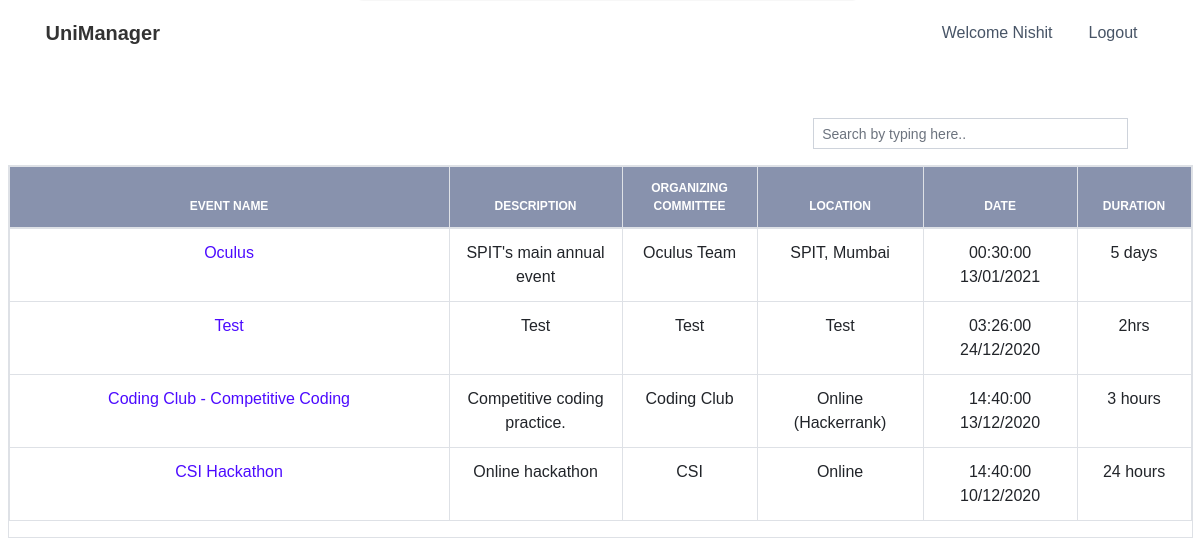 UniManager Welcome Nishit Logout
Search by typing here..
EVENT NAME DESCRIPTION ORGANIZING COMMITTEE LOCATION DATE DURATION
Oculus SPIT's main annual event Oculus Team SPIT, Mumbai 00:30:00 13/01/2021 5 days
Test Test Test Test 03:26:00 24/12/2020 2hrs
Coding Club - Competitive Coding Competitive coding practice. Coding Club Online (Hackerrank) 14:40:00 13/12/2020 3 hours
CSI Hackathon Online hackathon CSI Online 14:40:00 10/12/2020 24 hours